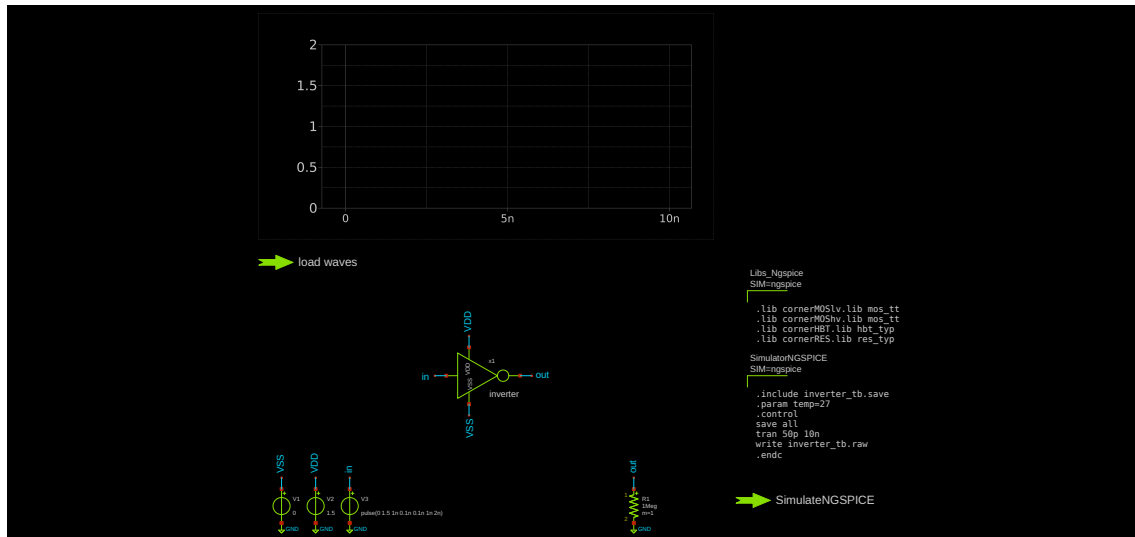 2
1.5
1
0.5
0
0
5n
10n
load waves
Libs_Ngspice
SIM=ngspice
.lib cornerMOSlv.lib mos_tt
.lib cornerMOShv.lib mos_tt
.lib cornerHBT.lib hbt_typ
.lib cornerRES.lib res_typ
VDD
x1
VDD
in
out
VSS
inverter
VSS
SimulatorNGSPICE
SIM=ngspice
.include inverter_tb.save
.param temp=27
.control
save all
tran 50p 10n
write inverter_tb.raw
.endc
VSS
V1
0
GND
VDD
V2
1.5
GND
in
V3
pulse(0 1.5 1n 0.1n 0.1n 1n 2n)
GND
out
1
R1
1Meg
m=1
2
GND
SimulateNGSPICE